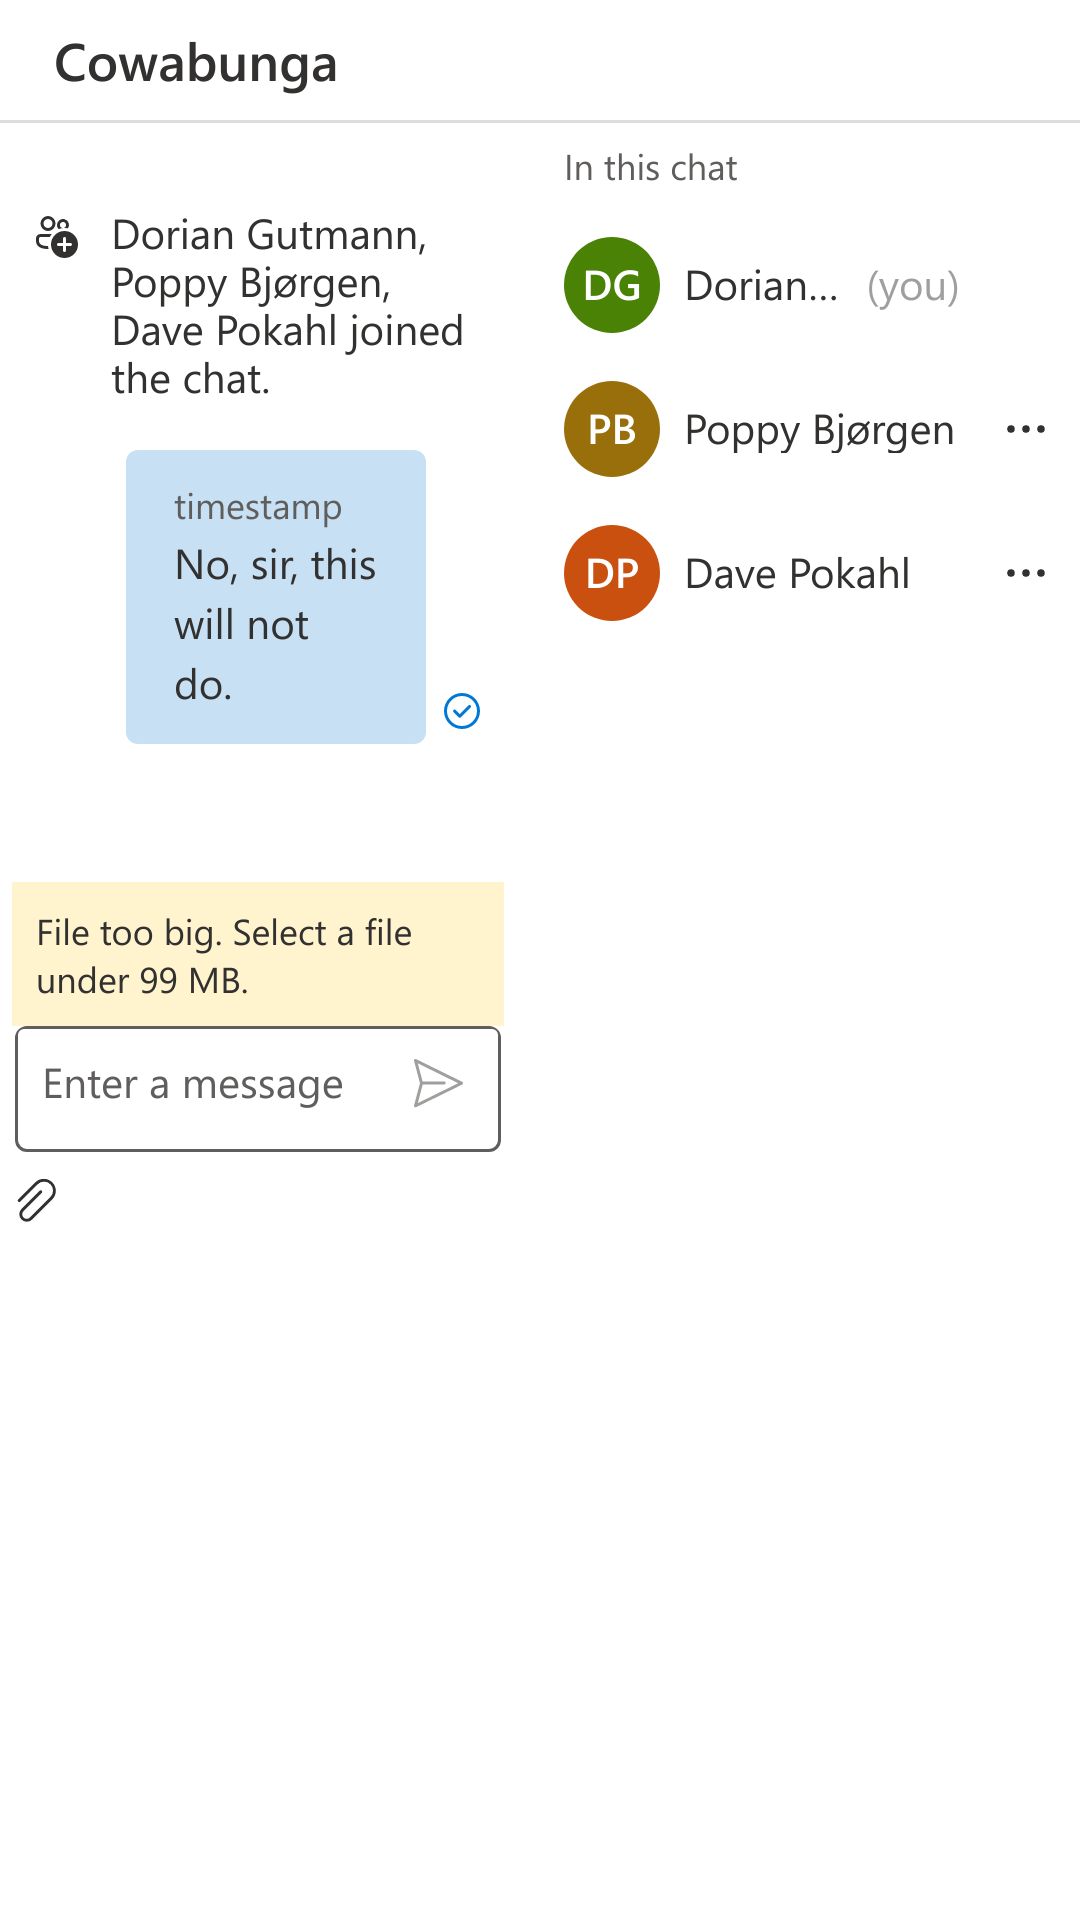 Cowabunga
Dorian Gutmann,
Poppy Bjørgen,
Dave Pokahl joined
the chat.
timestamp
No, sir, this
will not
do.
File too big. Select a file
under 99 MB.
Enter a message
In this chat
DG Dorian... (you)
PB Poppy Bjørgen
DP Dave Pokahl